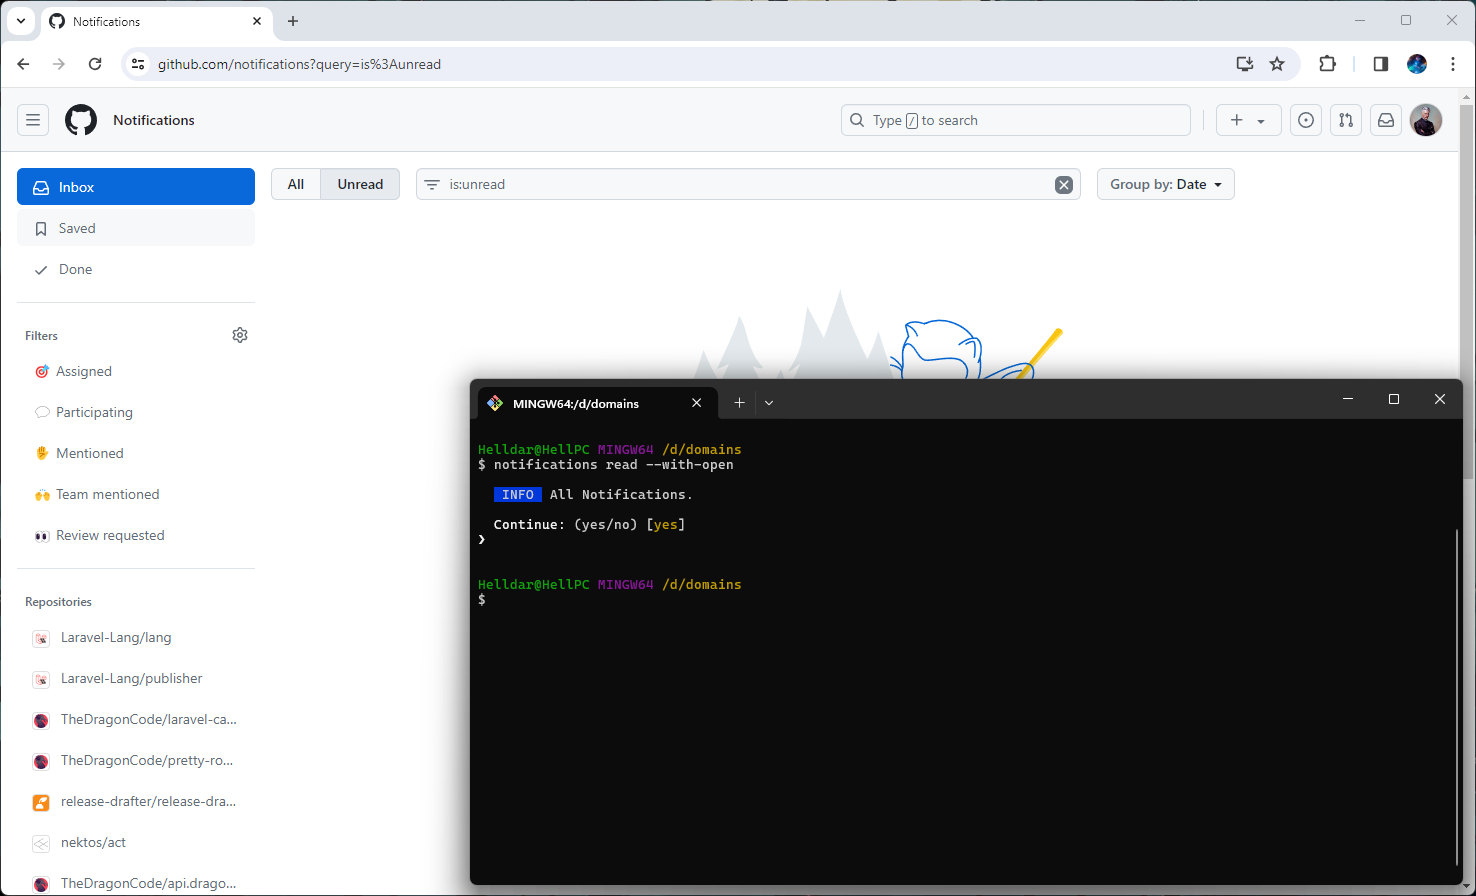 Notifications
github.com/notifications?query=is%3Aunread
Notifications
Type / to search
Inbox
Saved
Done
All
Unread
is:unread
Group by: Date
Filters
Assigned
Participating
Mentioned
Team mentioned
Review requested
Repositories
Laravel-Lang/lang
Laravel-Lang/publisher
TheDragonCode/laravel-ca...
TheDragonCode/pretty-ro...
release-drafter/release-dra...
nektos/act
TheDragonCode/api.drago...
MINGW64:/d/domains
Helldar@HellPC MINGW64 /d/domains
$ notifications read --with-open
INFO All Notifications.
Continue: (yes/no) [yes]
❯
Helldar@HellPC MINGW64 /d/domains
$